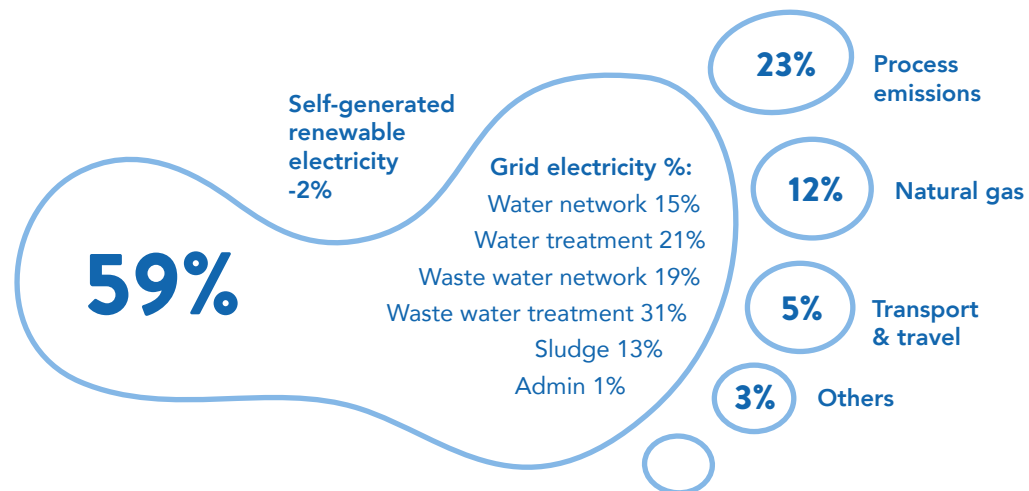 Self-generated
renewable
electricity
-2%
59%
Grid electricity %:
Water network 15%
Water treatment 21%
Waste water network 19%
Waste water treatment 31%
Sludge 13%
Admin 1%
23%
Process
emissions
12%
Natural gas
5%
Transport
& travel
3%
Others